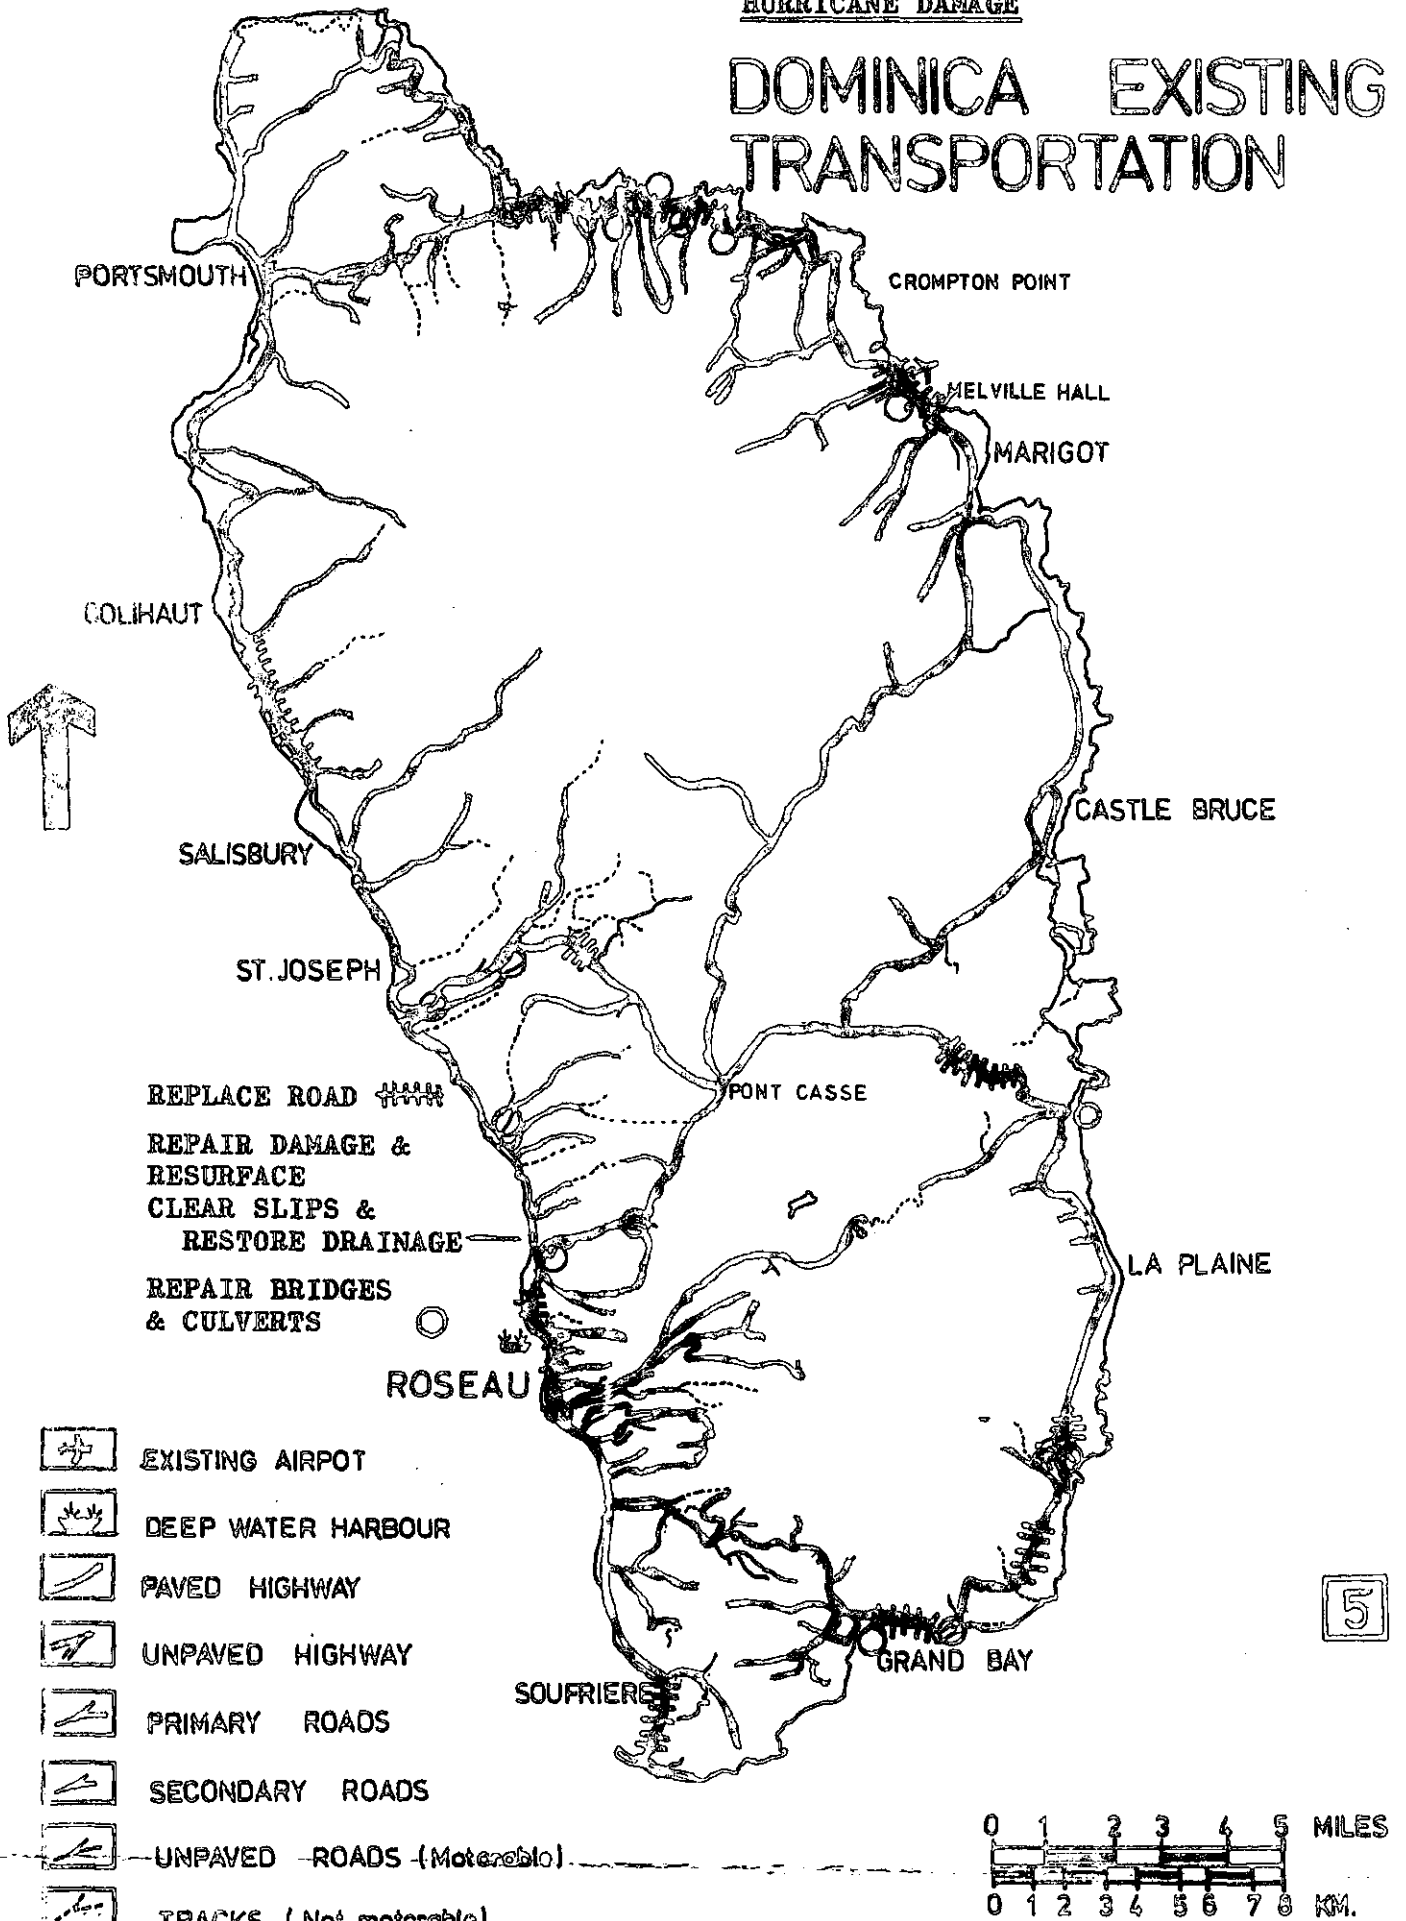 HURRICANE DAMAGE
DOMINICA EXISTING
TRANSPORTATION
PORTSMOUTH
CROMPTON POINT
MELVILLE HALL
MARIGOT
COLIHAUT
CASTLE BRUCE
SALISBURY
ST. JOSEPH
PONT CASSE
REPLACE ROAD
REPAIR DAMAGE &
RESURFACE
CLEAR SLIPS &
RESTORE DRAINAGE
REPAIR BRIDGES
& CULVERTS
LA PLAINE
ROSEAU
EXISTING AIRPOT
DEEP WATER HARBOUR
PAVED HIGHWAY
UNPAVED HIGHWAY
PRIMARY ROADS
SECONDARY ROADS
UNPAVED ROADS (Motorable)
TRACKS (Not motorable)
GRAND BAY
SOUFRIERE
5
0 1 2 3 4 5 MILES
0 1 2 3 4 5 6 7 8 KM.